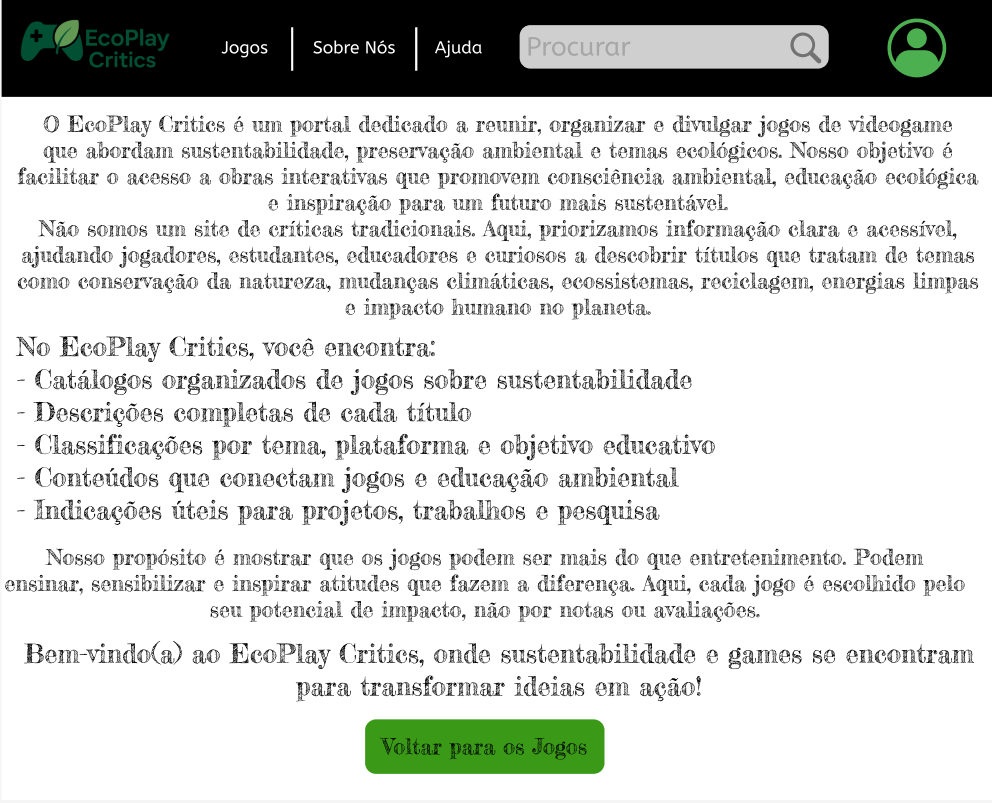 EcoPlay
Critics
Jogos
Sobre Nós
Ajuda
Procurar
O EcoPlay Critics é um portal dedicado a reunir, organizar e divulgar jogos de videogame
que abordam sustentabilidade, preservação ambiental e temas ecológicos. Nosso objetivo é
facilitar o acesso a obras interativas que promovem consciência ambiental, educação ecológica
e inspiração para um futuro mais sustentável.
Não somos um site de críticas tradicionais. Aqui, priorizamos informação clara e acessível,
ajudando jogadores, estudantes, educadores e curiosos a descobrir títulos que tratam de temas
como conservação da natureza, mudanças climáticas, ecossistemas, reciclagem, energias limpas
e impacto humano no planeta.
No EcoPlay Critics, você encontra:
- Catálogos organizados de jogos sobre sustentabilidade
- Descrições completas de cada título
- Classificações por tema, plataforma e objetivo educativo
- Conteúdos que conectam jogos e educação ambiental
- Indicações úteis para projetos, trabalhos e pesquisa
Nosso propósito é mostrar que os jogos podem ser mais do que entretenimento. Podem
ensinar, sensibilizar e inspirar atitudes que fazem a diferença. Aqui, cada jogo é escolhido pelo
seu potencial de impacto, não por notas ou avaliações.
Bem-vindo(a) ao EcoPlay Critics, onde sustentabilidade e games se encontram
para transformar ideias em ação!
Voltar para os Jogos